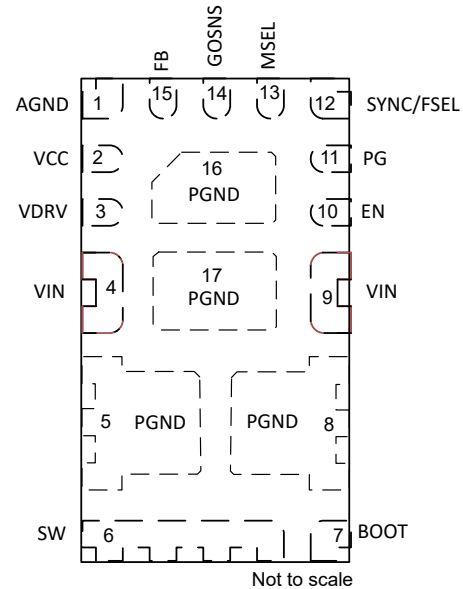 FB
GOSNS
MSEL
AGND 1 15 14 13 12 SYNC/FSEL
VCC 2 11 PG
16
PGND
VDRV 3 10 EN
17
VIN 4 PGND 9 VIN
5 PGND PGND 8
SW 6 7 BOOT
Not to scale